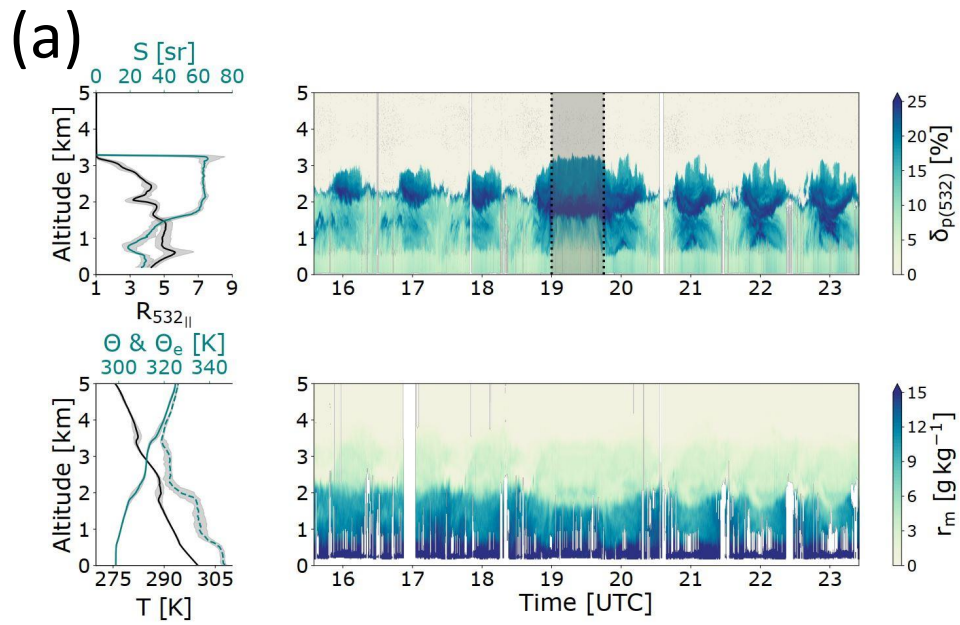 (a)
S [sr]
0 20 40 60 80
Altitude [km]
5
4
3
2
1
0
1 3 5 7 9
R532||
16 17 18 19 20 21 22 23
5
4
3
2
1
0
25
20
15
10
5
0
δp(532) [%]
Θ & Θe [K]
300 320 340
Altitude [km]
5
4
3
2
1
0
275 290 305
T [K]
5
4
3
2
1
0
16 17 18 19 20 21 22 23
Time [UTC]
15
12
9
6
3
0
rm [g kg−1]